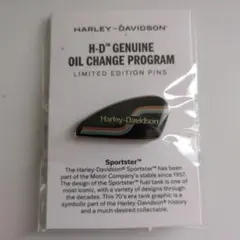 HARLEY-DAVIDSON
H-D™ GENUINE
OIL CHANGE PROGRAM
LIMITED EDITION PINS
Harley-Davidson
Sportster™
The Harley-Davidson® Sportster™ has been
part of the Motor Company's stable since 1957.
The design of the Sportster™ fuel tank is one of
most iconic, with a variety of designs through
the decades. This 70's era tank graphic is a
symbolic part of the Harley-Davidson® history
and a much-desired collectable.